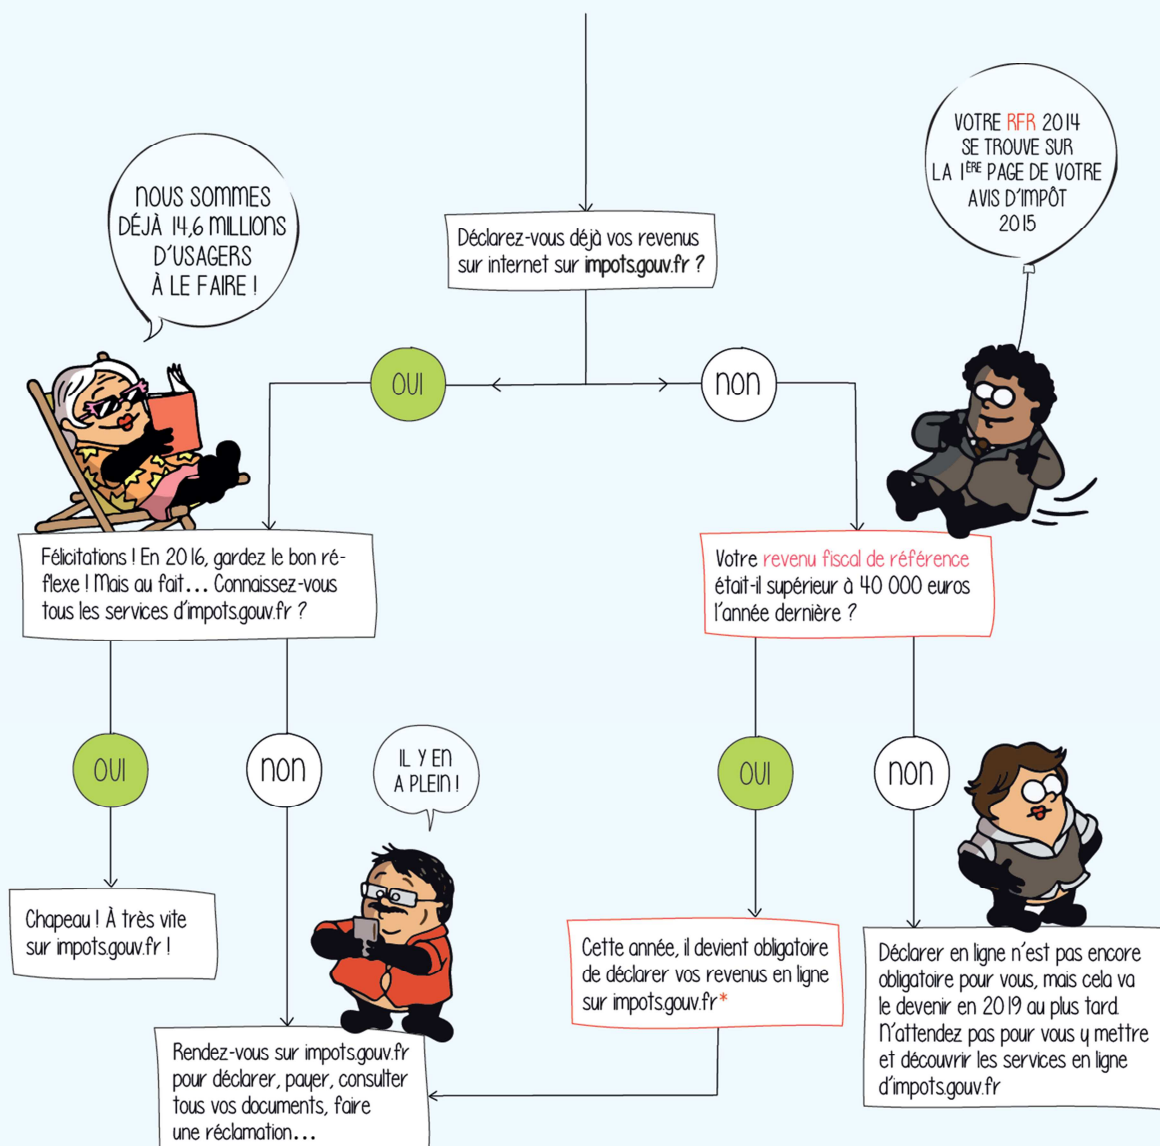 NOUS SOMMES
DÉJÀ 14,6 MILLIONS
D'USAGERS
À LE FAIRE !
Déclarez-vous déjà vos revenus
sur internet sur impots.gouv.fr ?
VOTRE RFR 2014
SE TROUVE SUR
LA 1ÈRE PAGE DE VOTRE
AVIS D'IMPÔT
2015
OUI
NON
Félicitations ! En 2016, gardez le bon ré-
flexe ! Mais au fait... Connaissez-vous
tous les services d'impots.gouv.fr ?
Votre revenu fiscal de référence
était-il supérieur à 40 000 euros
l'année dernière ?
OUI
NON
IL Y EN
A PLEIN !
OUI
NON
Chapeau ! À très vite
sur impots.gouv.fr !
Rendez-vous sur impots.gouv.fr
pour déclarer, payer, consulter
tous vos documents, faire
une réclamation...
Cette année, il devient obligatoire
de déclarer vos revenus en ligne
sur impots.gouv.fr*
Déclarer en ligne n'est pas encore
obligatoire pour vous, mais cela va
le devenir en 2019 au plus tard.
N'attendez pas pour vous y mettre
et découvrir les services en ligne
d'impots.gouv.fr